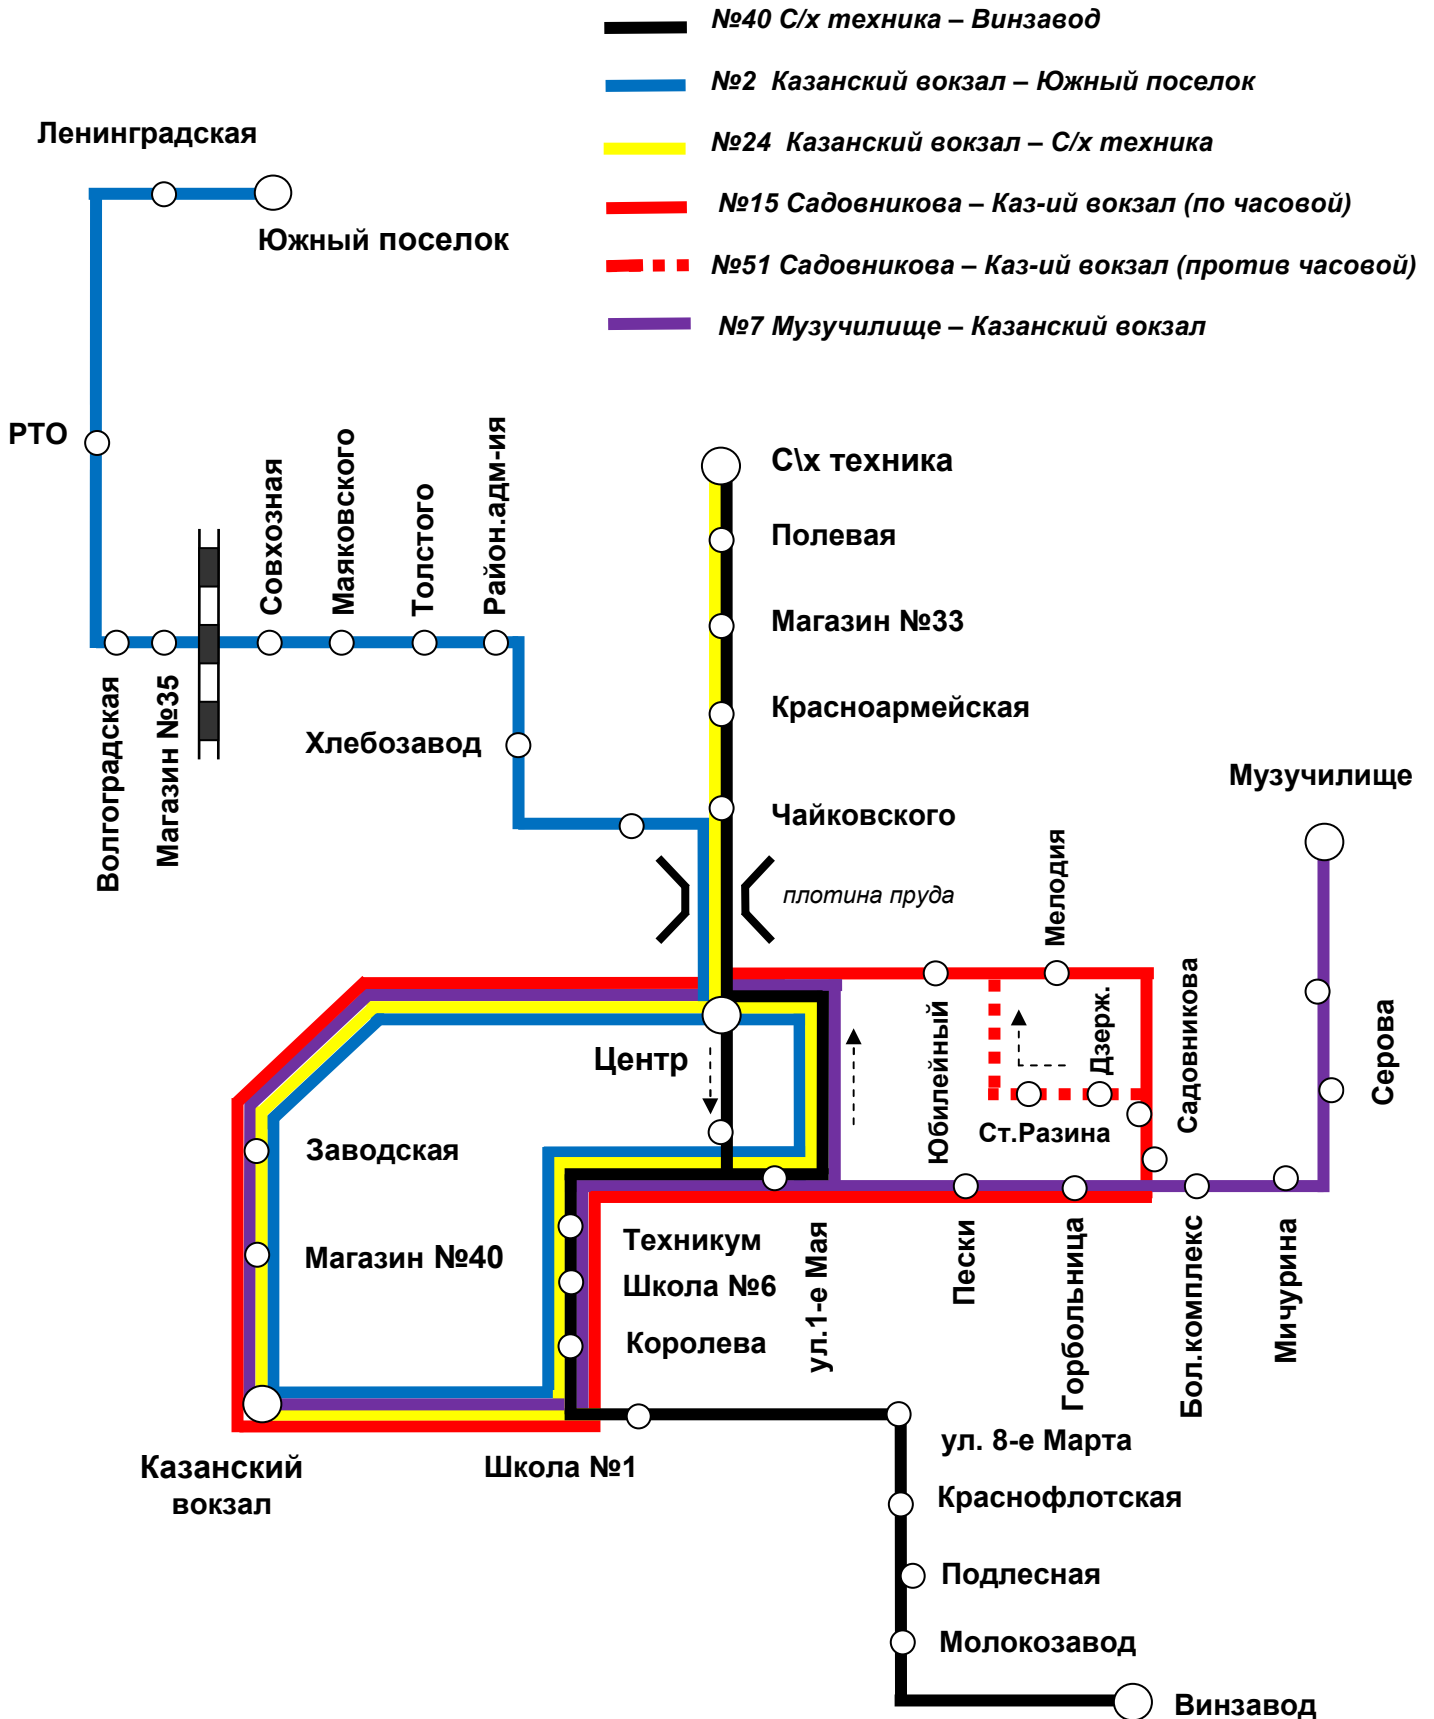 №40 С/х техника – Винзавод
№2 Казанский вокзал – Южный поселок
№24 Казанский вокзал – С/х техника
№15 Садовникова – Каз-ий вокзал (по часовой)
№51 Садовникова – Каз-ий вокзал (против часовой)
№7 Музучилище – Казанский вокзал
Ленинградская
Южный поселок
РТО
Совхозная
Маяковского
Толстого
Район.адм-ия
Волгоградская
Магазин №35
Хлебозавод
С\х техника
Полевая
Магазин №33
Красноармейская
Чайковского
плотина пруда
Музучилище
Мелодия
Дзерж.
Садовникова
Серова
Юбилейный
Ст.Разина
Центр
Заводская
Магазин №40
Техникум
Школа №6
Королева
ул.1-е Мая
Пески
Горбольница
Бол.комплекс
Мичурина
Казанский
вокзал
Школа №1
ул. 8-е Марта
Краснофлотская
Подлесная
Молокозавод
Винзавод